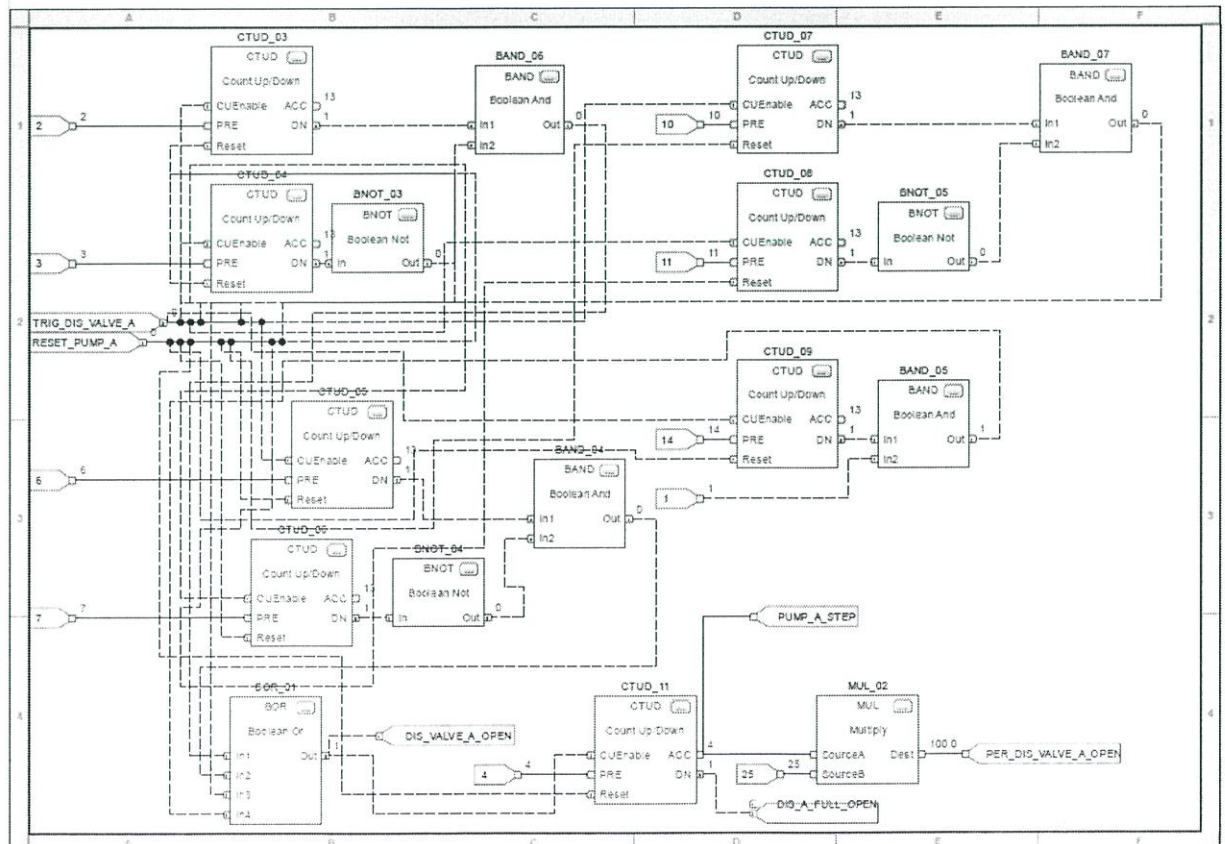 A B C D E F
CTUD_03
CTUD ...
Count Up/Down
CUEnable ACC 13
2 2 PRE DN 1
Reset
BAND_06
BAND ...
Boolean And
In1 Out 0
In2
CTUD_07
CTUD ...
Count Up/Down
CUEnable ACC 13
10 10 PRE DN 1
Reset
BAND_07
BAND ...
Boolean And
In1 Out 0
In2
1 1
CTUD_04
CTUD ...
Count Up/Down
CUEnable ACC 13
3 3 PRE DN 1
Reset
BNOT_03
BNOT ...
Boolean Not
In Out 0
CTUD_08
CTUD ...
Count Up/Down
CUEnable ACC 13
11 11 PRE DN 1
Reset
BNOT_05
BNOT ...
Boolean Not
In Out 0
TRIG_DIS_VALVE_A
RESET_PUMP_A 0
2 2
CTUD_09
CTUD ...
Count Up/Down
CUEnable ACC 13
14 14 PRE DN 1
Reset
BAND_05
BAND ...
Boolean And
In1 Out 1
In2
1 1
CTUD_05
CTUD ...
Count Up/Down
CUEnable ACC 13
6 6 PRE DN 1
Reset
BAND_04
BAND ...
Boolean And
In1 Out 0
In2
3 3
CTUD_06
CTUD ...
Count Up/Down
CUEnable ACC 13
7 7 PRE DN 1
Reset
BNOT_04
BNOT ...
Boolean Not
In Out 0
PUMP_A_STEP
BOR_01
BOR ...
Boolean Or
In1 Out 1
In2
In3
In4
DIS_VALVE_A_OPEN
CTUD_11
CTUD ...
Count Up/Down
CUEnable ACC 4
4 4 PRE DN 1
Reset
MUL_02
MUL ...
Multiply
SourceA Dest 100.0
25 25 SourceB
PER_DIS_VALVE_A_OPEN
DIS_A_FULL_OPEN
4 4
A B C D E F